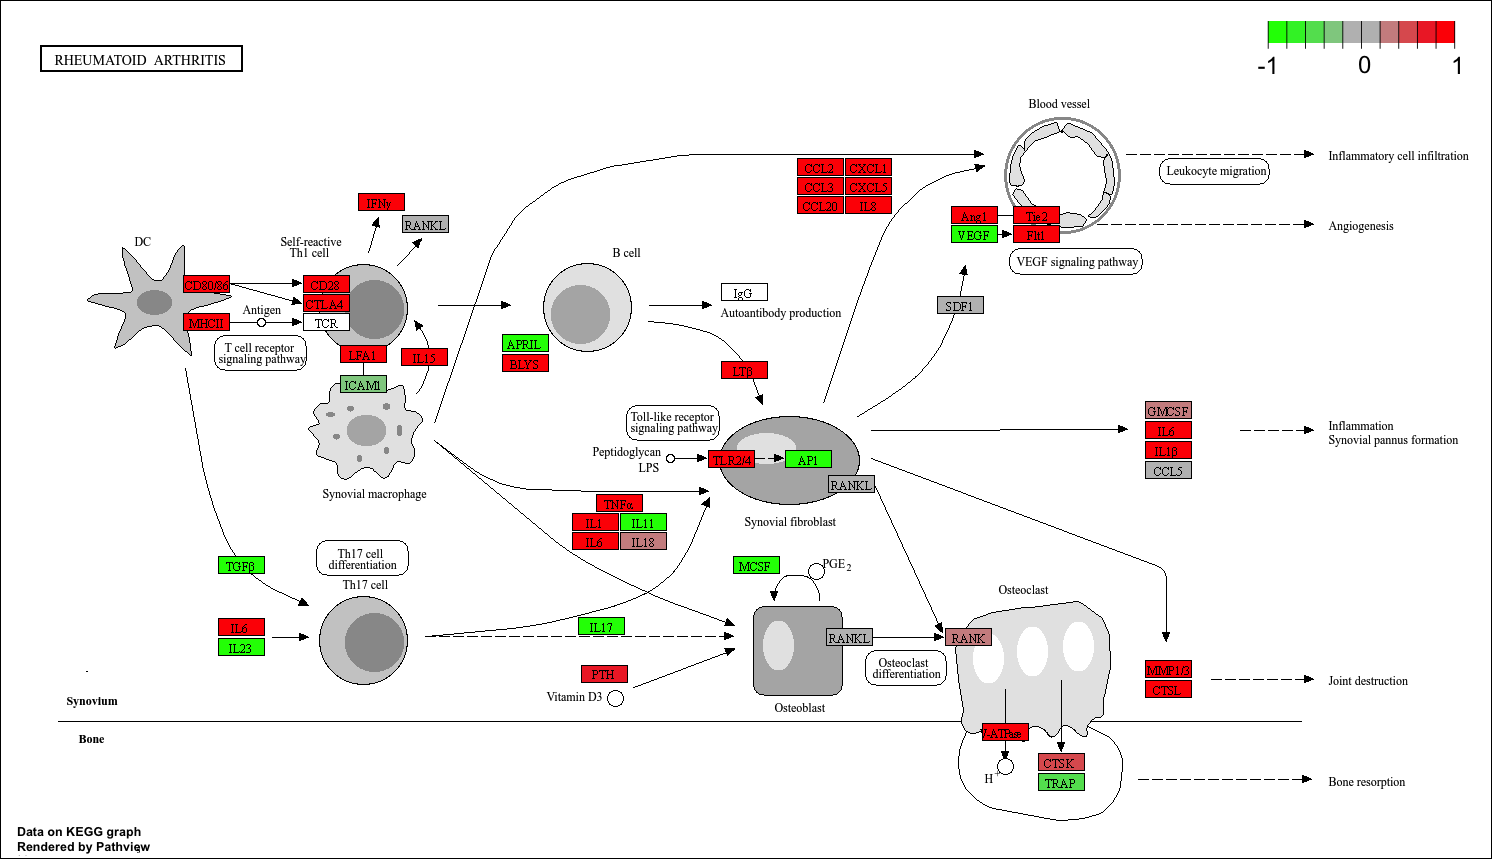 RHEUMATOID ARTHRITIS
-1
0
1
Blood vessel
Inflammatory cell infiltration
Leukocyte migration
CCL2
CXCL1
CCL3
CXCL5
CCL20
IL8
IFNγ
RANKL
Ang1
Tie2
VEGF
Flt1
Angiogenesis
VEGF signaling pathway
DC
Self-reactive
Th1 cell
B cell
CD80/86
CD28
CTLA4
Antigen
MHCII
TCR
T cell receptor
signaling pathway
LFA1
IL15
ICAM1
IgG
Autoantibody production
SDF1
APRIL
BLYS
LTβ
Toll-like receptor
signaling pathway
Peptidoglycan
LPS
TLR2/4
AP1
RANKL
Synovial fibroblast
GMCSF
IL6
IL1β
CCL5
Inflammation
Synovial pannus formation
Synovial macrophage
TNFα
IL1
IL11
IL6
IL18
TGFβ
Th17 cell
differentiation
Th17 cell
IL6
IL23
IL17
MCSF
PGE2
PTH
Vitamin D3
RANKL
Osteoblast
Osteoclast
differentiation
Osteoclast
RANK
MMP1/3
CTSL
Joint destruction
Synovium
Bone
V-ATPase
H+
CTSK
TRAP
Bone resorption
Data on KEGG graph
Rendered by Pathview